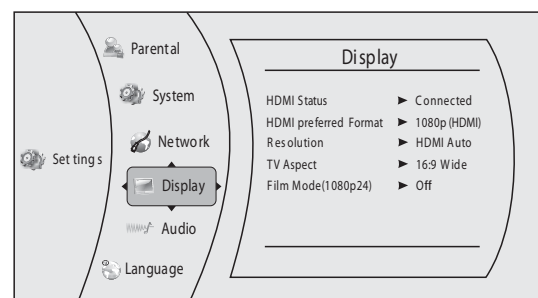 Settings
Parental
System
Network
Display
Audio
Language
Display
HDMI Status ► Connected
HDMI preferred Format ► 1080p (HDMI)
Resolution ► HDMI Auto
TV Aspect ► 16:9 Wide
Film Mode(1080p24) ► Off